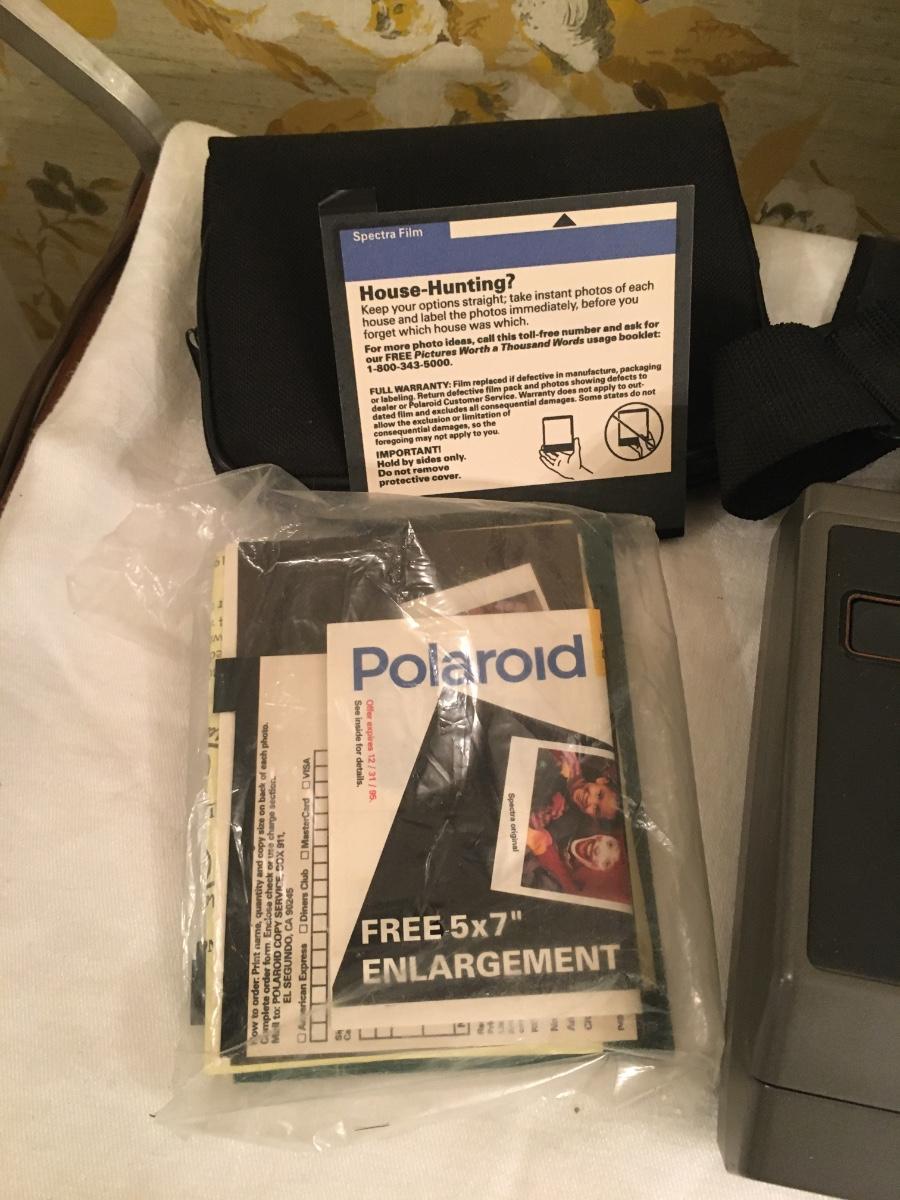 Spectra Film
House-Hunting?
Keep your options straight; take instant photos of each
house and label the photos immediately, before you
forget which house was which.
For more photo ideas, call this toll-free number and ask for
our FREE Pictures Worth a Thousand Words usage booklet:
1-800-343-5000.
FULL WARRANTY: Film replaced if defective in manufacture, packaging
or labeling. Return defective film pack and photos showing defects to
dealer or Polaroid Customer Service. Warranty does not apply to out-
dated film and excludes all consequential damages. Some states do not
allow the exclusion or limitation of
consequential damages, so the
foregoing may not apply to you.
IMPORTANT!
Hold by sides only.
Do not remove
protective cover.
Polaroid
Offer expires 12/31/95.
See inside for details.
Spectra original
FREE 5x7"
ENLARGEMENT
How to order: Print name, quantity and copy size on back of each photo.
Complete order form. Enclose check or use charge section.
Mail to: POLAROID COPY SERVICE, BOX 911,
EL SEGUNDO, CA 90245
American Express Diners Club MasterCard VISA